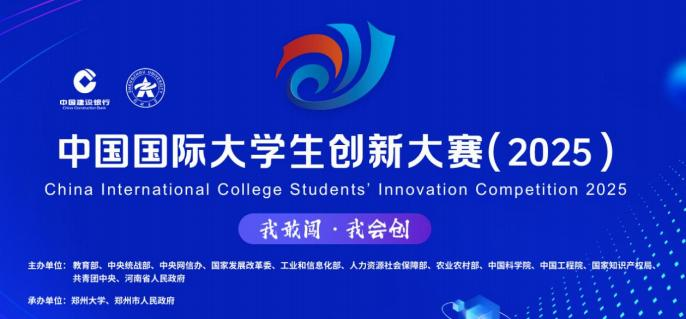 中国建设银行
China Construction Bank
中国国际大学生创新大赛(2025)
China International College Students' Innovation Competition 2025
我敢闯·我会创
主办单位: 教育部、中央统战部、中央网信办、国家发展改革委、工业和信息化部、人力资源社会保障部、农业农村部、中国科学院、中国工程院、国家知识产权局、
共青团中央、河南省人民政府
承办单位: 郑州大学、郑州市人民政府